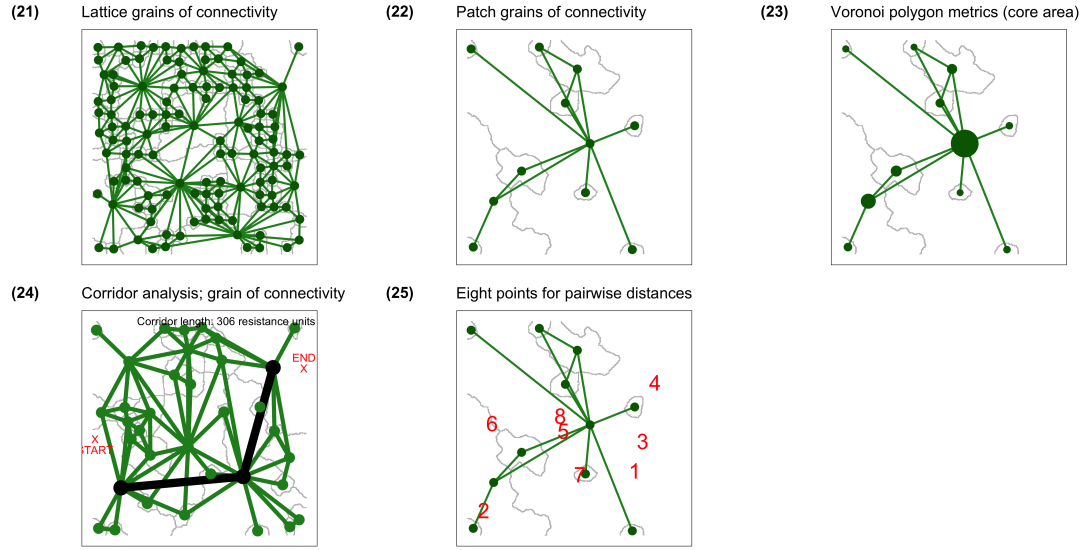 (21) Lattice grains of connectivity
(22) Patch grains of connectivity
(23) Voronoi polygon metrics (core area)
(24) Corridor analysis; grain of connectivity
Corridor length: 306 resistance units
END
X
X
START
(25) Eight points for pairwise distances
4
8
6
5
3
1
7
2